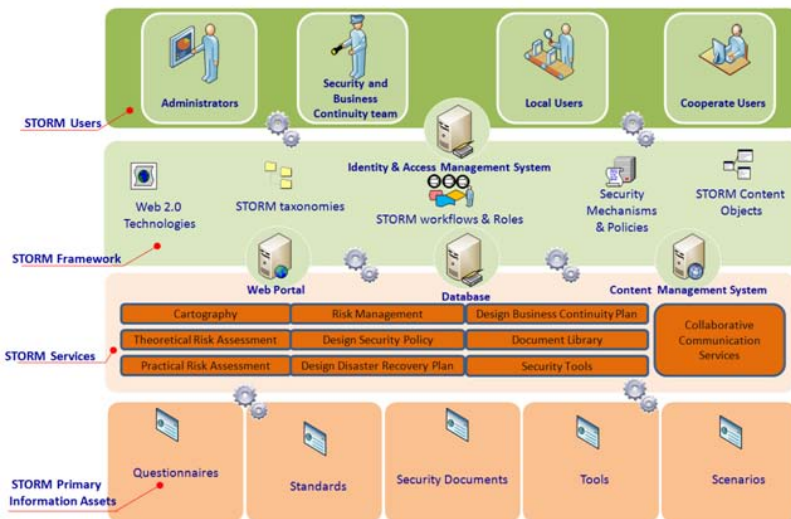 Administrators
Security and
Business
Continuity team
Local Users
Cooperate Users
STORM Users
Identity & Access Management System
Web 2.0
Technologies
STORM taxonomies
STORM workflows & Roles
Security
Mechanisms
& Policies
STORM Content
Objects
STORM Framework
Web Portal
Database
Content Management System
Cartography
Risk Management
Design Business Continuity Plan
Theoretical Risk Assessment
Design Security Policy
Document Library
Practical Risk Assessment
Design Disaster Recovery Plan
Security Tools
Collaborative
Communication
Services
STORM Services
Questionnaires
Standards
Security Documents
Tools
Scenarios
STORM Primary
Information Assets